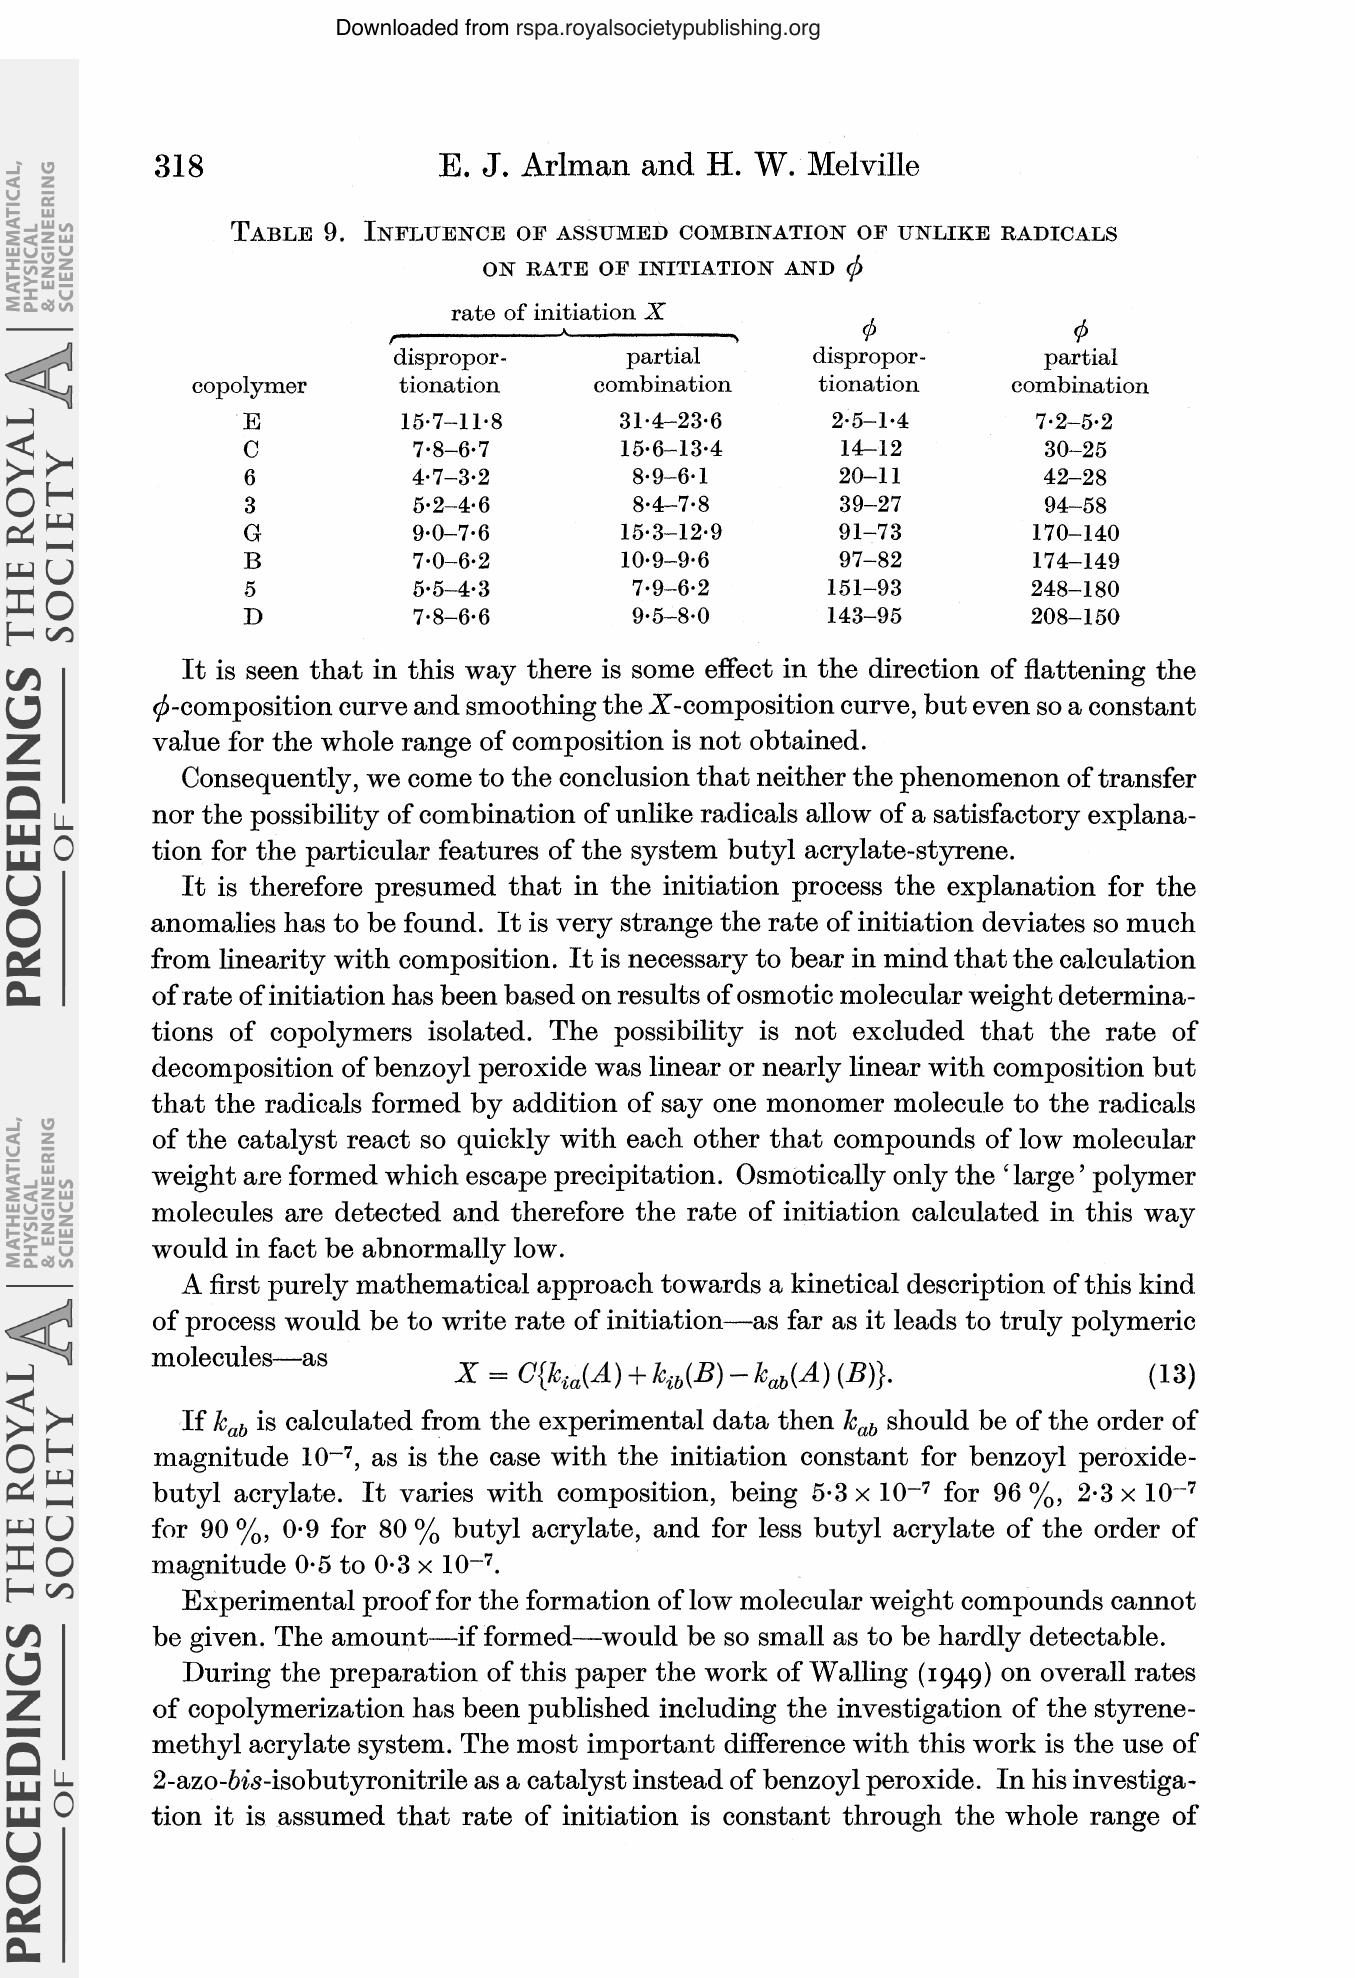 Downloaded from rspa.royalsocietypublishing.org
318 E. J. Arlman and H. W. Melville
TABLE 9. INFLUENCE OF ASSUMED COMBINATION OF UNLIKE RADICALS
ON RATE OF INITIATION AND ϕ
rate of initiation X
ϕ ϕ
dispropor- partial dispropor- partial
copolymer tionation combination tionation combination
E 15·7–11·8 31·4–23·6 2·5–1·4 7·2–5·2
C 7·8–6·7 15·6–13·4 14–12 30–25
6 4·7–3·2 8·9–6·1 20–11 42–28
3 5·2–4·6 8·4–7·8 39–27 94–58
G 9·0–7·6 15·3–12·9 91–73 170–140
B 7·0–6·2 10·9–9·6 97–82 174–149
5 5·5–4·3 7·9–6·2 151–93 248–180
D 7·8–6·6 9·5–8·0 143–95 208–150
It is seen that in this way there is some effect in the direction of flattening the
ϕ-composition curve and smoothing the X-composition curve, but even so a constant
value for the whole range of composition is not obtained.
Consequently, we come to the conclusion that neither the phenomenon of transfer
nor the possibility of combination of unlike radicals allow of a satisfactory explana-
tion for the particular features of the system butyl acrylate-styrene.
It is therefore presumed that in the initiation process the explanation for the
anomalies has to be found. It is very strange the rate of initiation deviates so much
from linearity with composition. It is necessary to bear in mind that the calculation
of rate of initiation has been based on results of osmotic molecular weight determina-
tions of copolymers isolated. The possibility is not excluded that the rate of
decomposition of benzoyl peroxide was linear or nearly linear with composition but
that the radicals formed by addition of say one monomer molecule to the radicals
of the catalyst react so quickly with each other that compounds of low molecular
weight are formed which escape precipitation. Osmotically only the ‘large’ polymer
molecules are detected and therefore the rate of initiation calculated in this way
would in fact be abnormally low.
A first purely mathematical approach towards a kinetical description of this kind
of process would be to write rate of initiation—as far as it leads to truly polymeric
molecules—as X = C{k_ia(A) + k_ib(B) − k_ab(A) (B)}. (13)
If k_ab is calculated from the experimental data then k_ab should be of the order of
magnitude 10⁻⁷, as is the case with the initiation constant for benzoyl peroxide-
butyl acrylate. It varies with composition, being 5·3 × 10⁻⁷ for 96 %, 2·3 × 10⁻⁷
for 90 %, 0·9 for 80 % butyl acrylate, and for less butyl acrylate of the order of
magnitude 0·5 to 0·3 × 10⁻⁷.
Experimental proof for the formation of low molecular weight compounds cannot
be given. The amount—if formed—would be so small as to be hardly detectable.
During the preparation of this paper the work of Walling (1949) on overall rates
of copolymerization has been published including the investigation of the styrene-
methyl acrylate system. The most important difference with this work is the use of
2-azo-bis-isobutyronitrile as a catalyst instead of benzoyl peroxide. In his investiga-
tion it is assumed that rate of initiation is constant through the whole range of
MATHEMATICAL,
PHYSICAL
& ENGINEERING
SCIENCES
PROCEEDINGS THE ROYAL A
OF SOCIETY
MATHEMATICAL,
PHYSICAL
& ENGINEERING
SCIENCES
PROCEEDINGS THE ROYAL A
OF SOCIETY